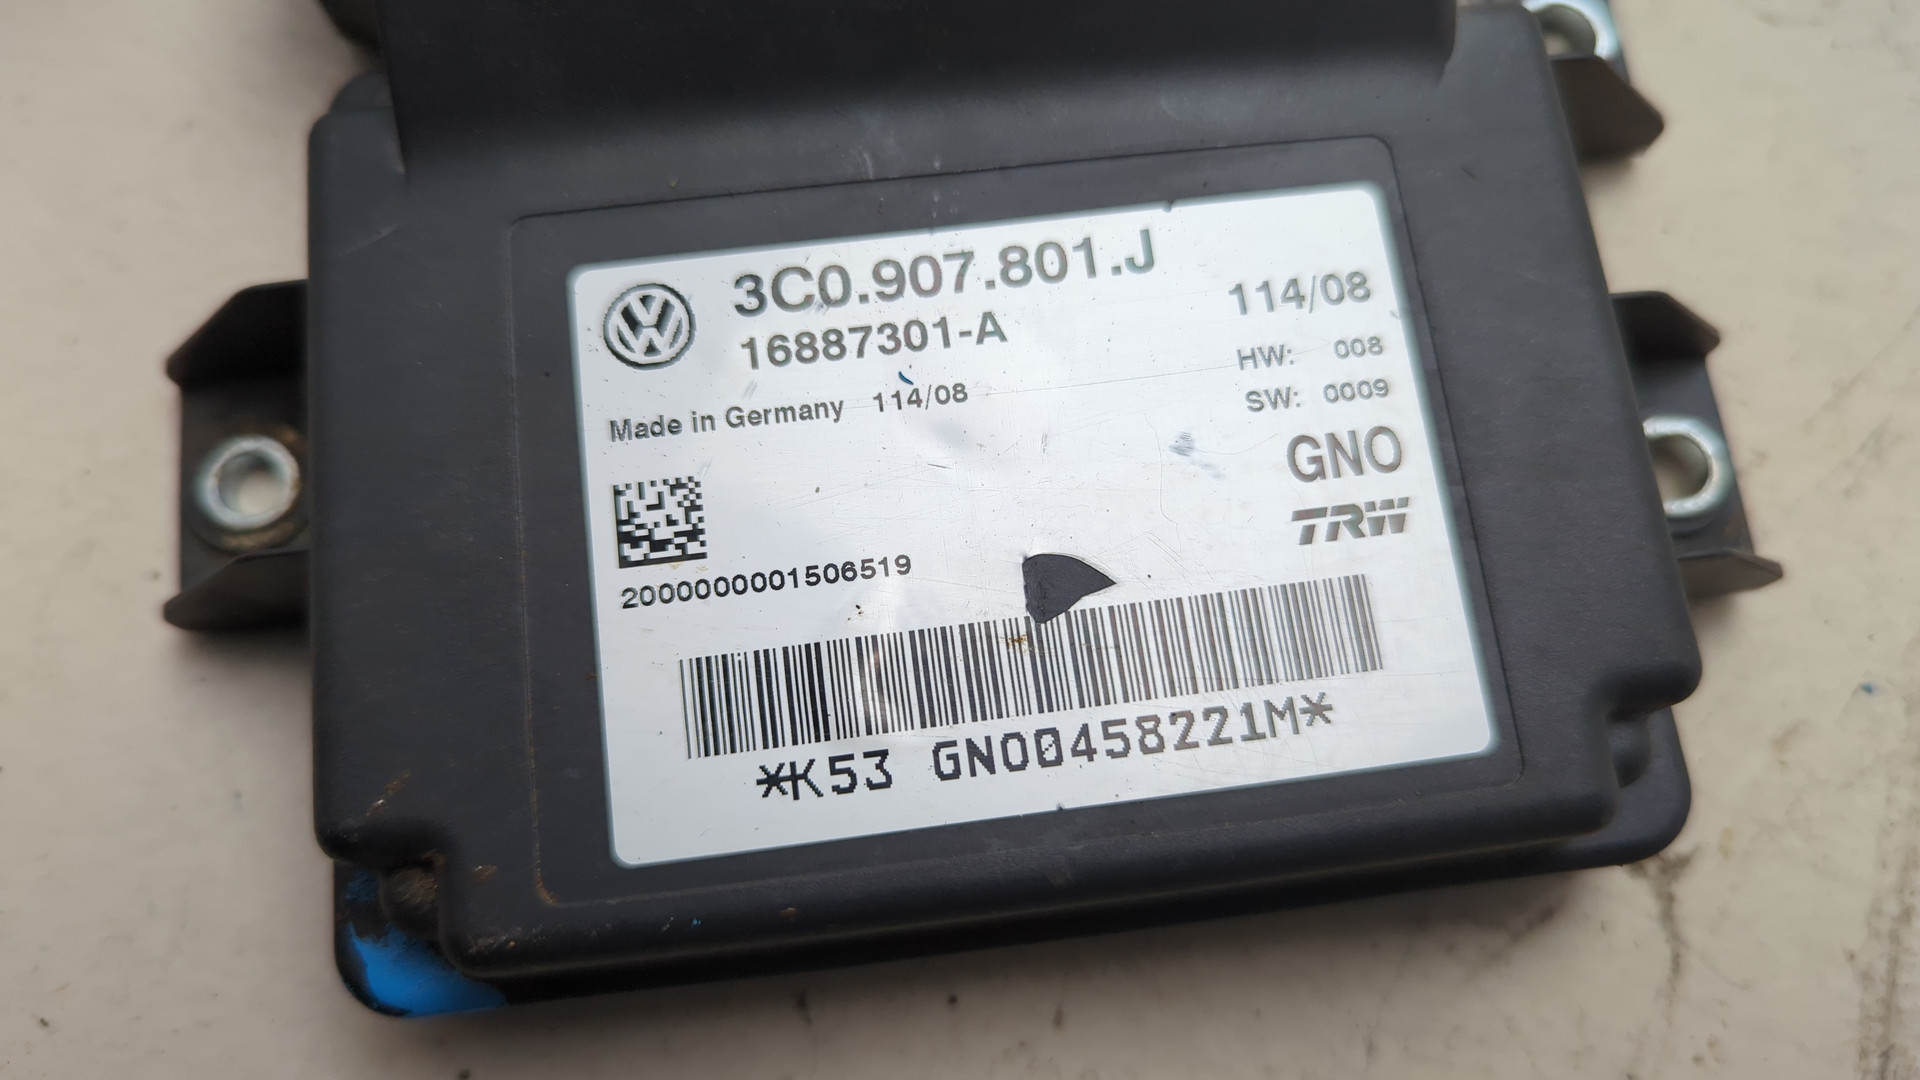 3C0.907.801.J
16887301-A
114/08
HW: 008
SW: 0009
Made in Germany 114/08
GNO
TRW
2000000001506519
*K53 GNO0458221M*